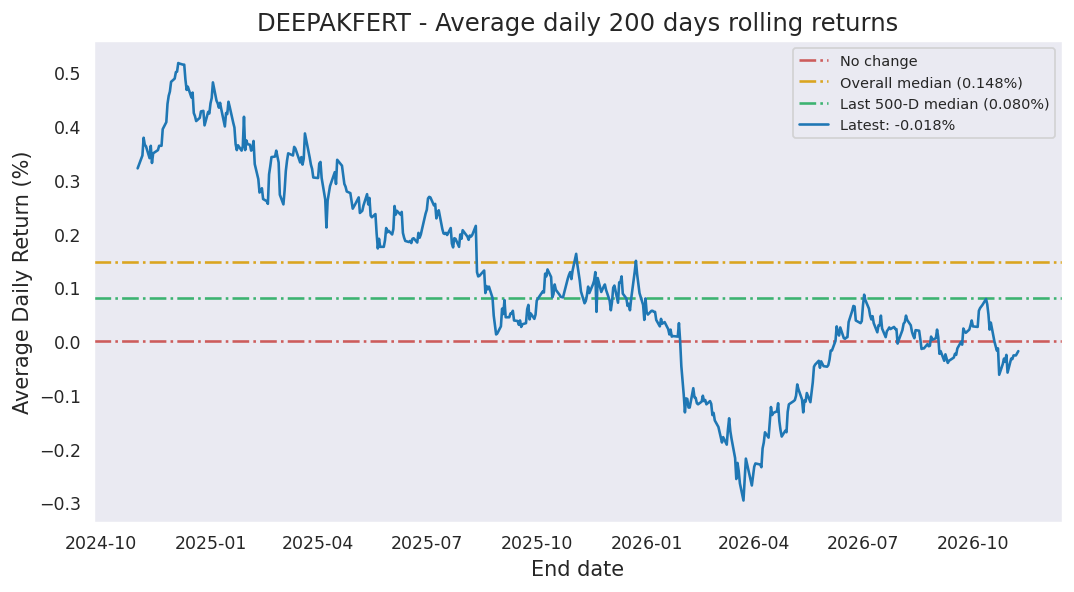 DEEPAKFERT - Average daily 200 days rolling returns
No change
Overall median (0.148%)
Last 500-D median (0.080%)
Latest: -0.018%
Average Daily Return (%)
0.5
0.4
0.3
0.2
0.1
0.0
−0.1
−0.2
−0.3
2024-10 2025-01 2025-04 2025-07 2025-10 2026-01 2026-04 2026-07 2026-10
End date